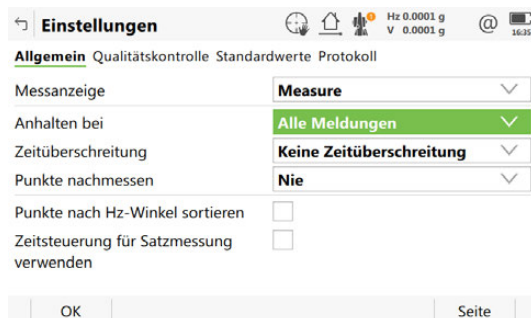 Einstellungen
Hz 0.0001 g
V 0.0001 g
@
16:35
Allgemein Qualitätskontrolle Standardwerte Protokoll
Messanzeige Measure
Anhalten bei Alle Meldungen
Zeitüberschreitung Keine Zeitüberschreitung
Punkte nachmessen Nie
Punkte nach Hz-Winkel sortieren
Zeitsteuerung für Satzmessung
verwenden
OK Seite